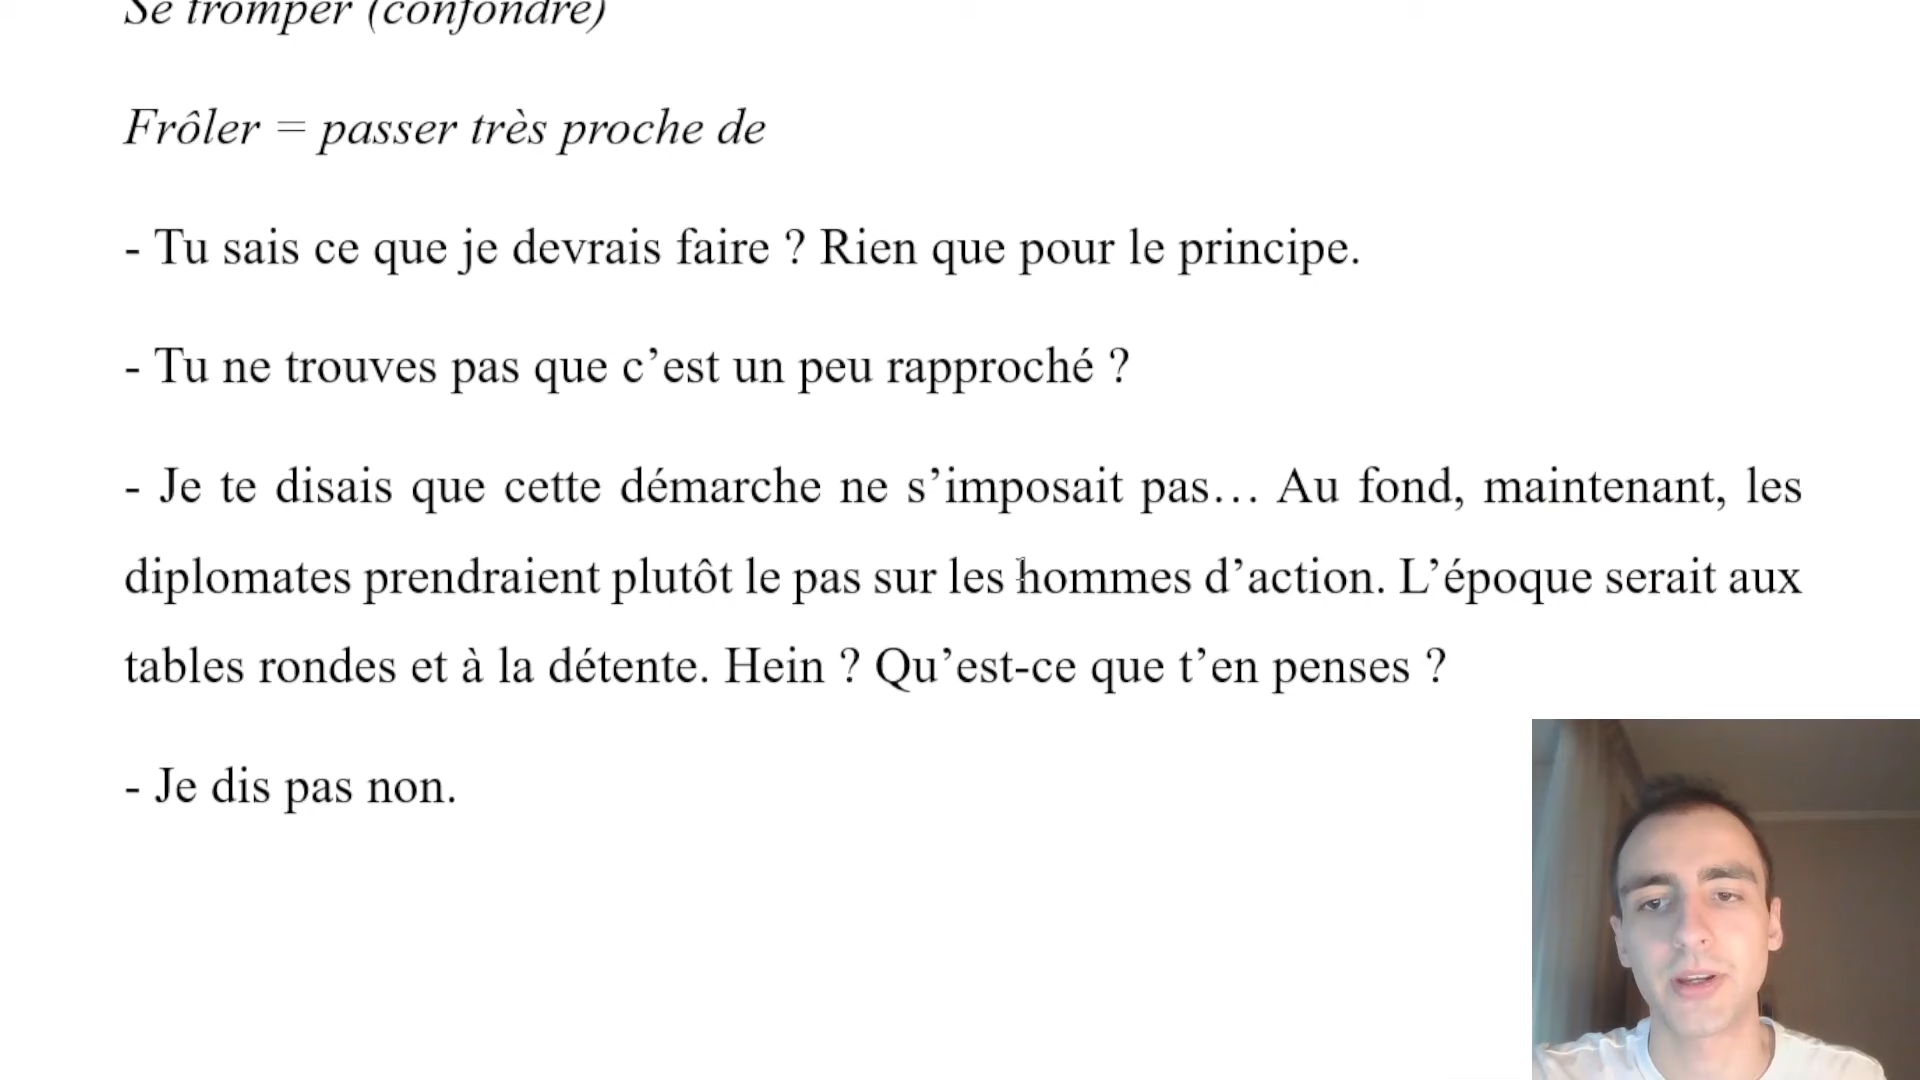 Se tromper (confondre)
Frôler = passer très proche de
- Tu sais ce que je devrais faire ? Rien que pour le principe.
- Tu ne trouves pas que c’est un peu rapproché ?
- Je te disais que cette démarche ne s’imposait pas… Au fond, maintenant, les
diplomates prendraient plutôt le pas sur les hommes d’action. L’époque serait aux
tables rondes et à la détente. Hein ? Qu’est-ce que t’en penses ?
- Je dis pas non.